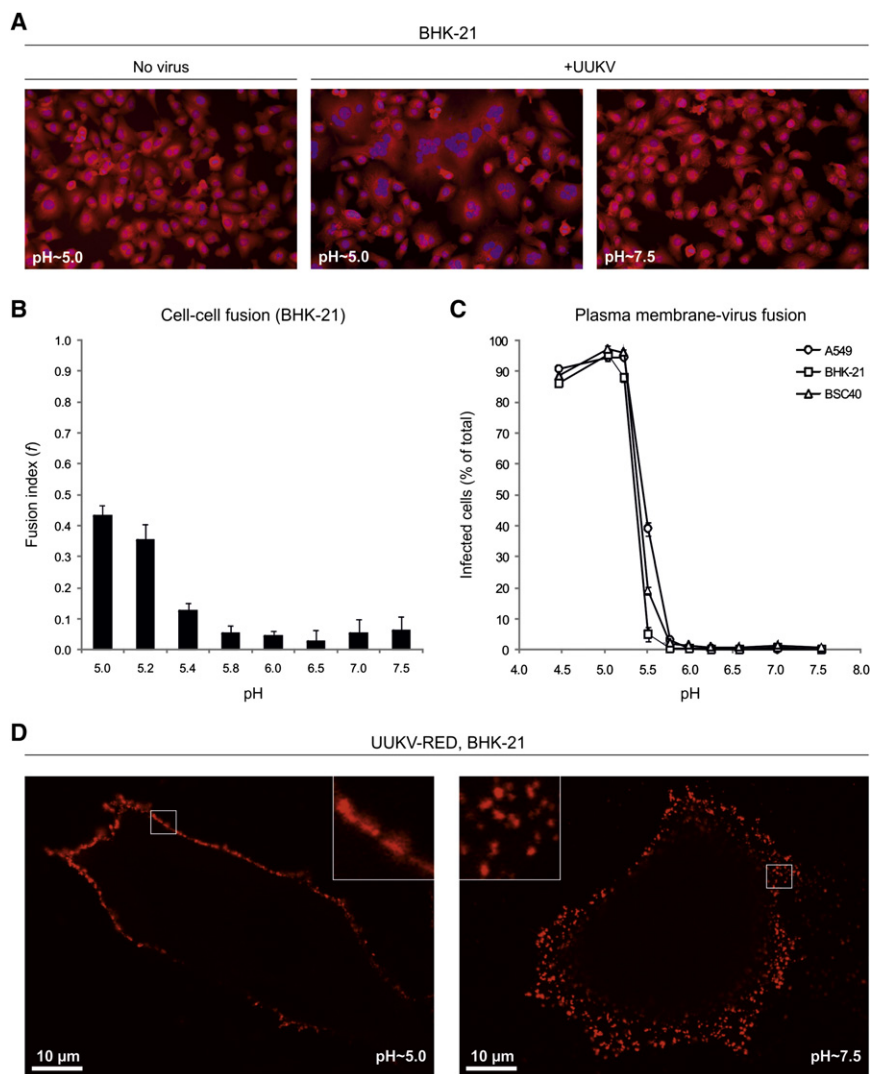 A
BHK-21
No virus
+UUKV
pH~5.0
pH~5.0
pH~7.5
B
Cell-cell fusion (BHK-21)
Fusion index (f)
1.0
0.9
0.8
0.7
0.6
0.5
0.4
0.3
0.2
0.1
0.0
5.0 5.2 5.4 5.8 6.0 6.5 7.0 7.5
pH
C
Plasma membrane-virus fusion
A549
BHK-21
BSC40
Infected cells (% of total)
100
90
80
70
60
50
40
30
20
10
0
4.0 4.5 5.0 5.5 6.0 6.5 7.0 7.5 8.0
pH
D
UUKV-RED, BHK-21
10 µm
pH~5.0
10 µm
pH~7.5